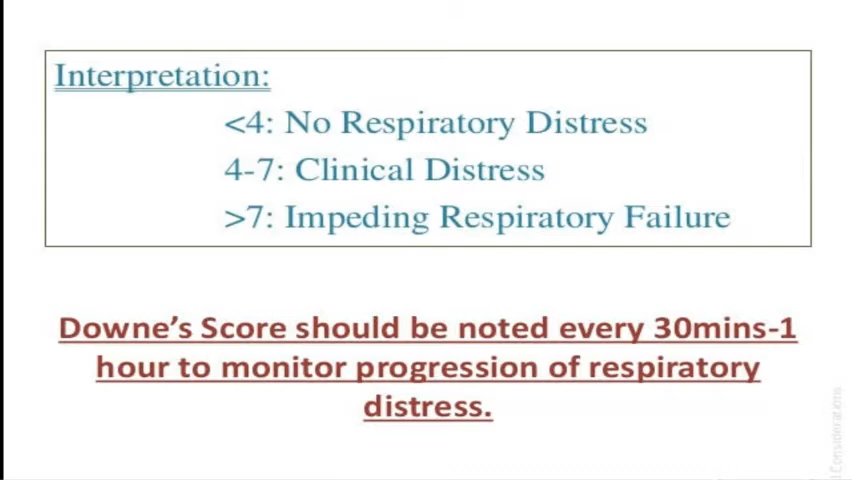 Interpretation:
<4: No Respiratory Distress
4-7: Clinical Distress
>7: Impeding Respiratory Failure
Downe’s Score should be noted every 30mins-1
hour to monitor progression of respiratory
distress.
Considerations